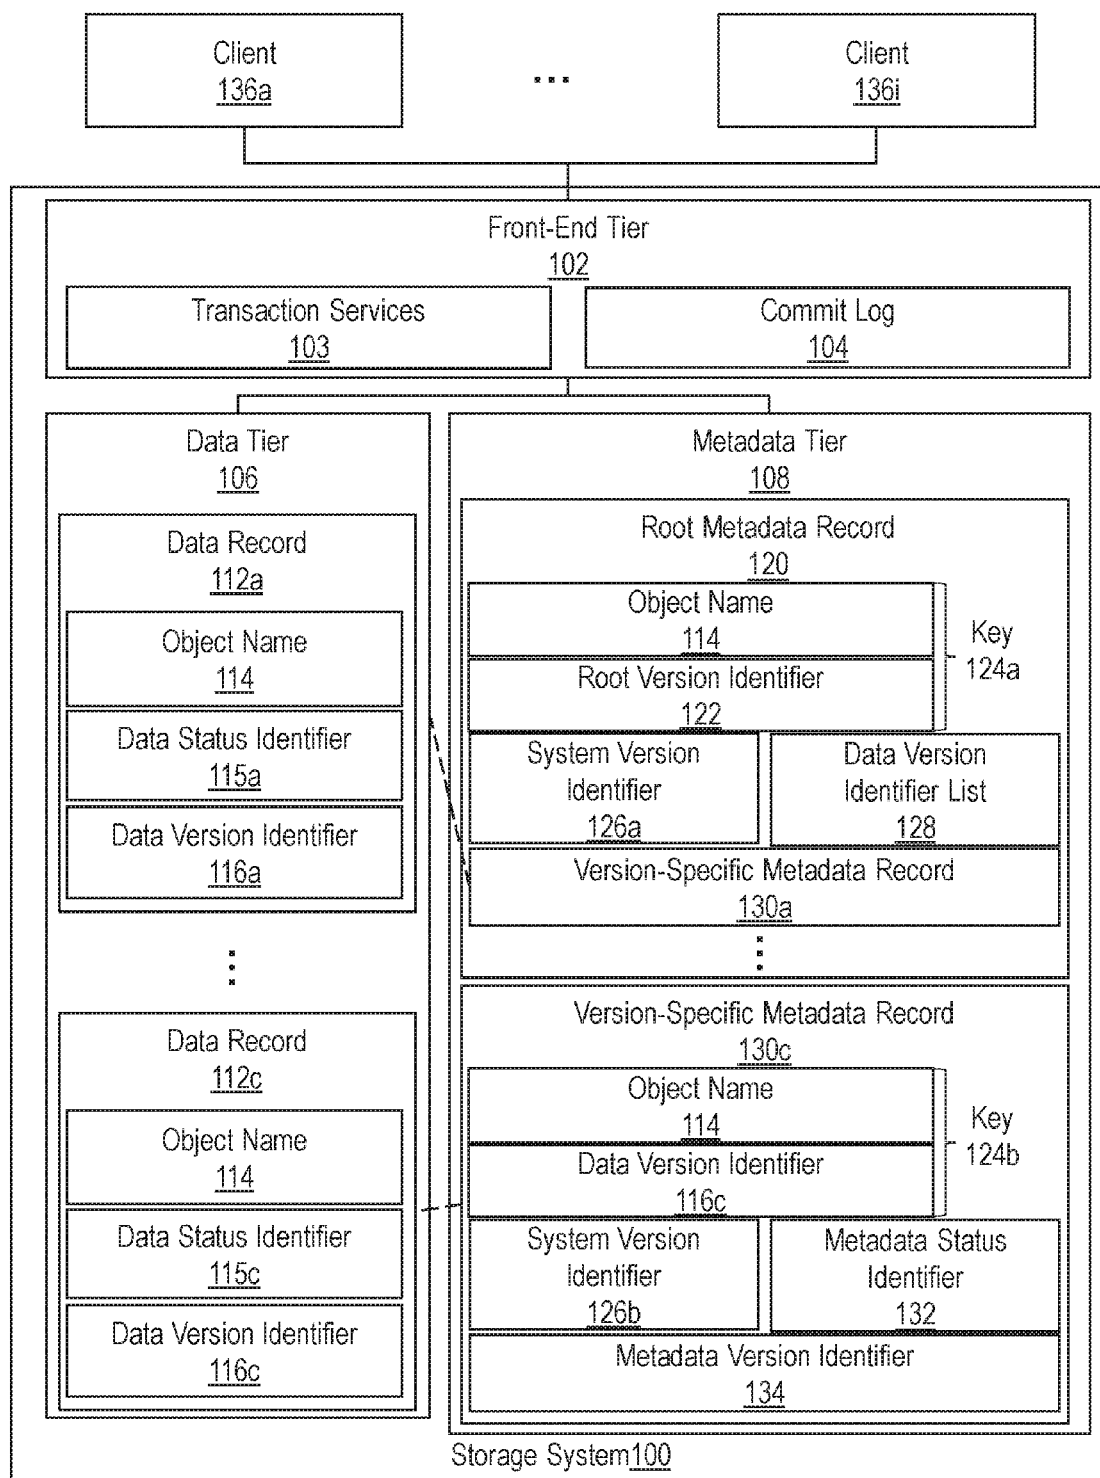 Client
136a
...
Client
136i
Front-End Tier
102
Transaction Services
103
Commit Log
104
Data Tier
106
Data Record
112a
Object Name
114
Data Status Identifier
115a
Data Version Identifier
116a
Data Record
112c
Object Name
114
Data Status Identifier
115c
Data Version Identifier
116c
Metadata Tier
108
Root Metadata Record
120
Object Name
114
Root Version Identifier
122
Key
124a
System Version
Identifier
126a
Data Version
Identifier List
128
Version-Specific Metadata Record
130a
Version-Specific Metadata Record
130c
Object Name
114
Data Version Identifier
116c
Key
124b
System Version
Identifier
126b
Metadata Status
Identifier
132
Metadata Version Identifier
134
Storage System100